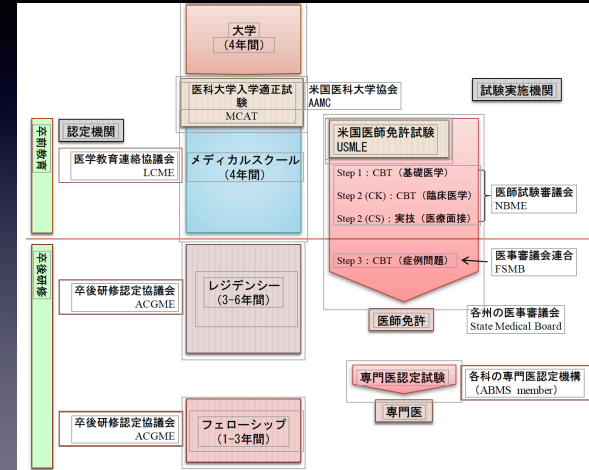 大学
（4年間）
医科大学入学適正試
験
MCAT
米国医科大学協会
AAMC
試験実施機関
卒前教育
認定機関
医学教育連絡協議会
LCME
メディカルスクール
（4年間）
米国医師免許試験
USMLE
Step 1：CBT（基礎医学）
Step 2 (CK)：CBT（臨床医学）
Step 2 (CS)：実技（医療面接）
医師試験審議会
NBME
Step 3：CBT（症例問題）
医事審議会連合
FSMB
卒後研修
卒後研修認定協議会
ACGME
レジデンシー
（3-6年間）
医師免許
各州の医事審議会
State Medical Board
専門医認定試験
各科の専門医認定機構
（ABMS member）
専門医
卒後研修認定協議会
ACGME
フェローシップ
（1-3年間）